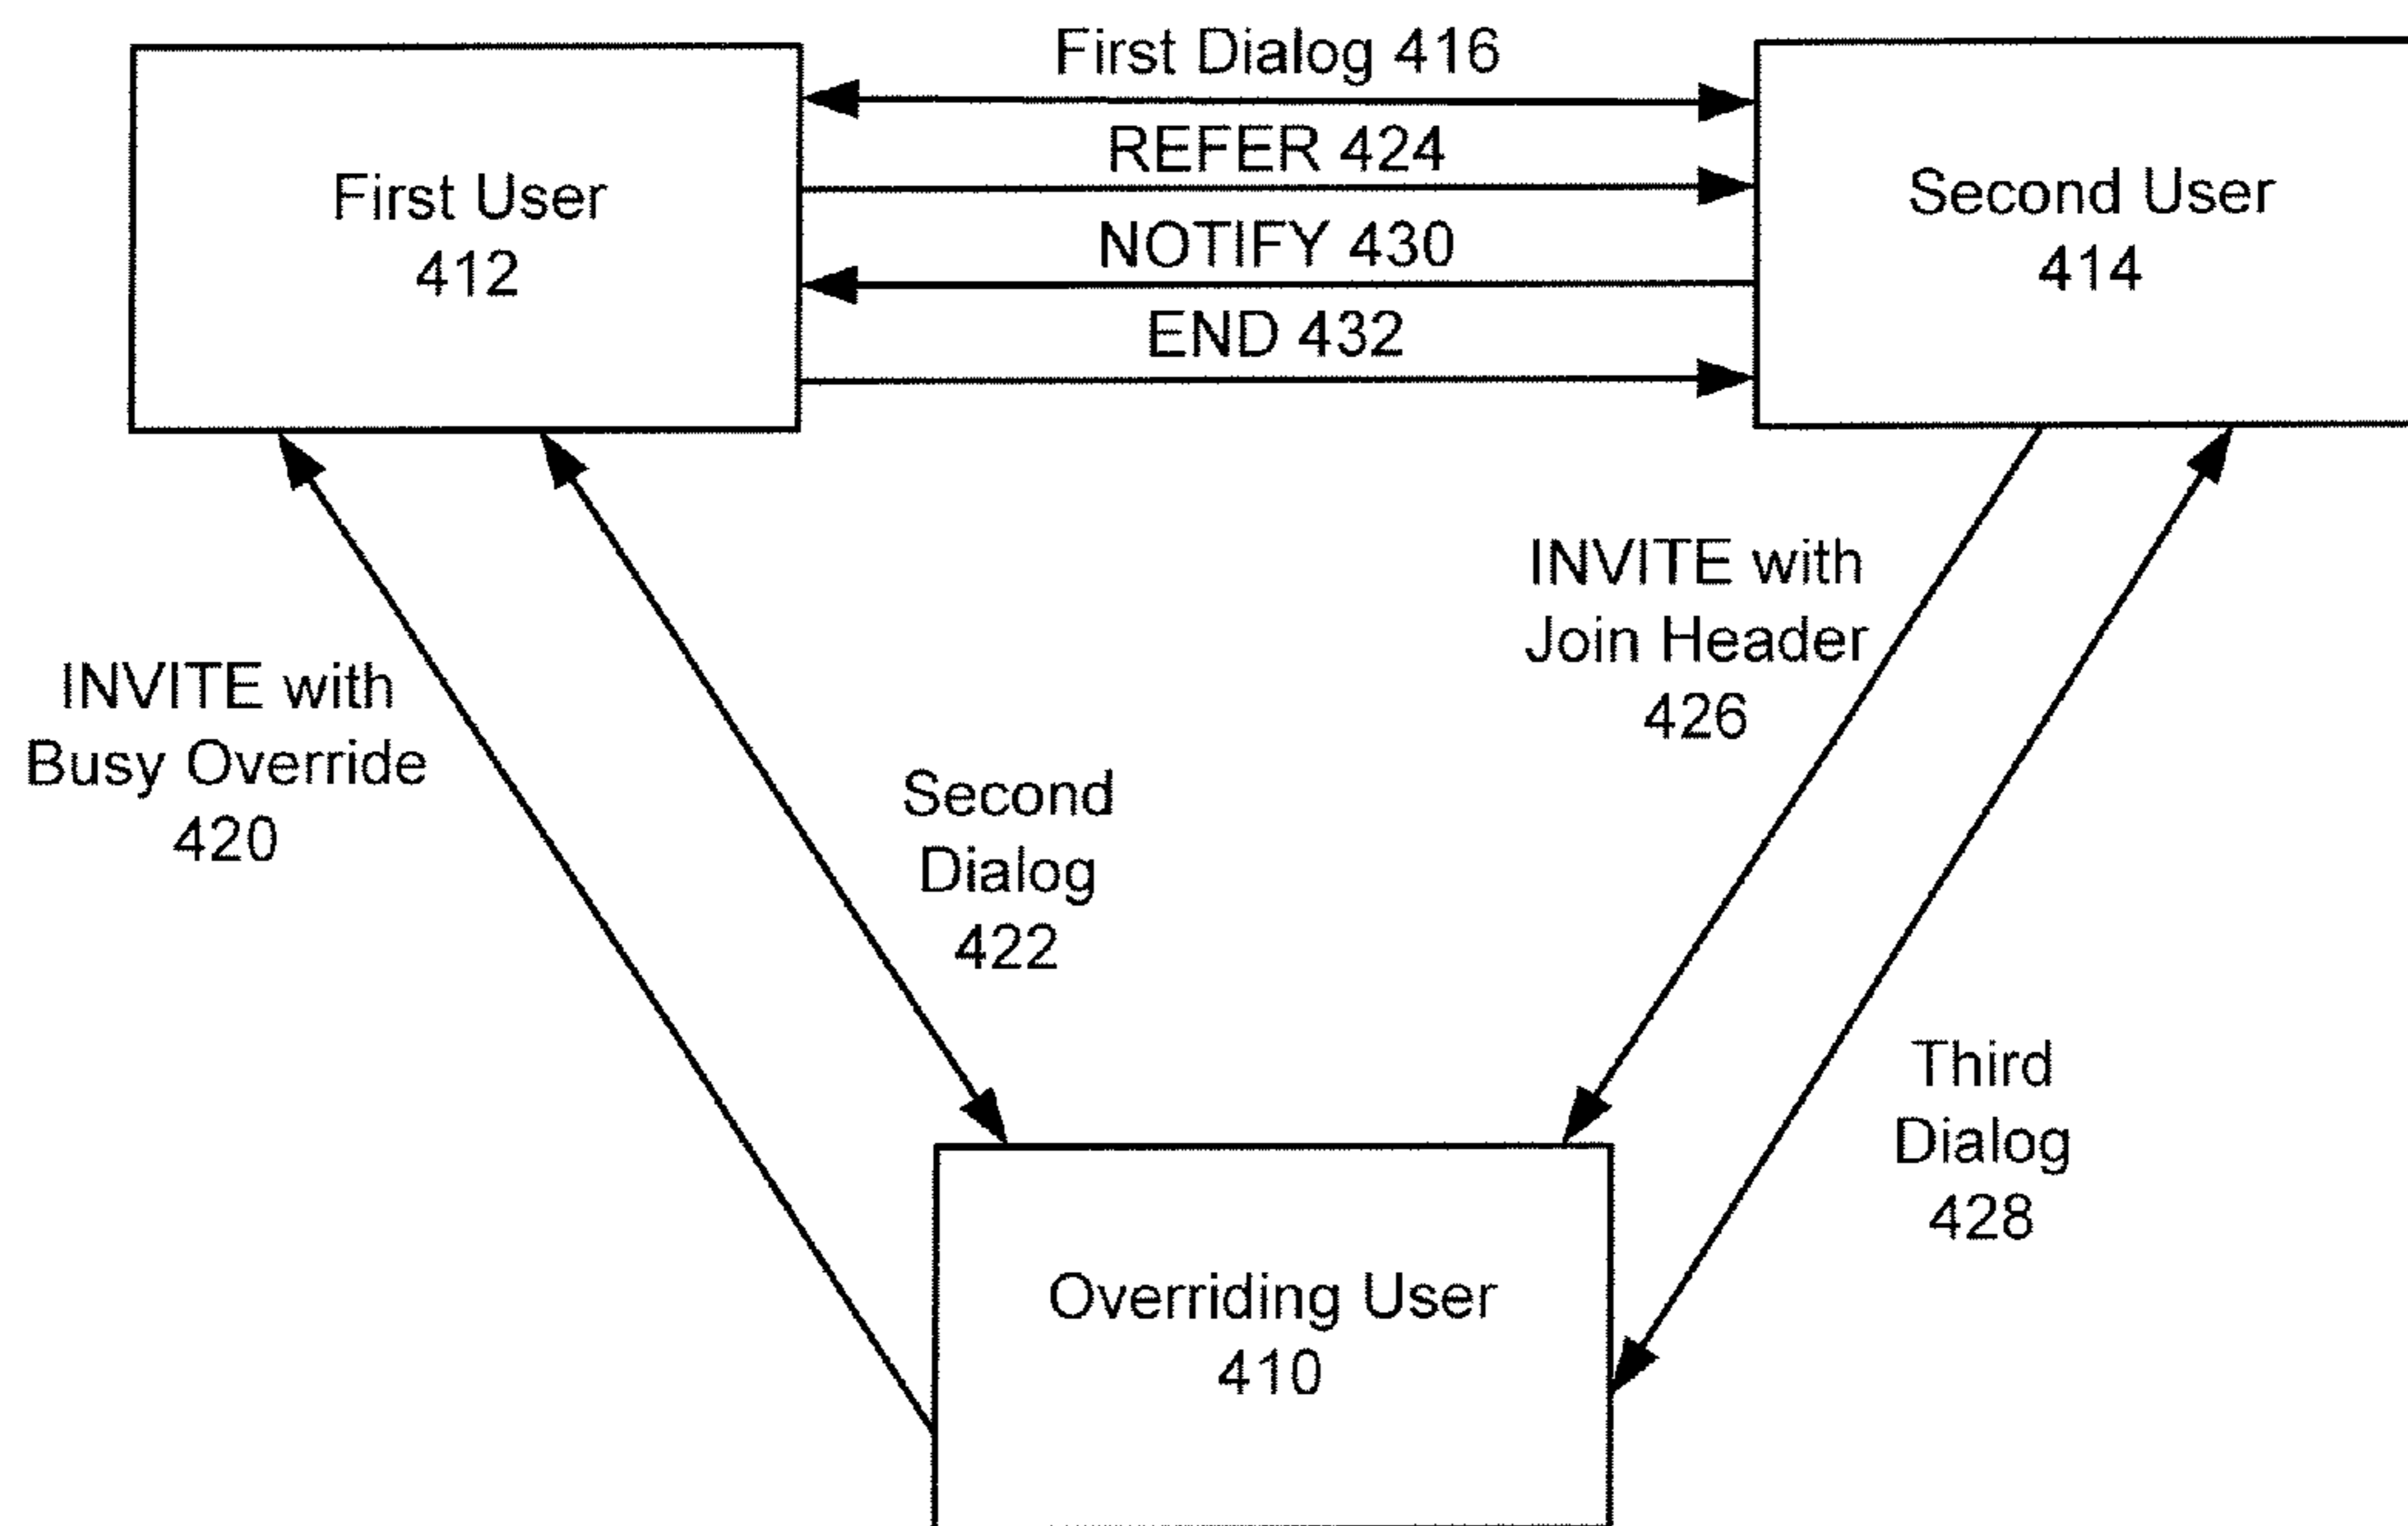 First Dialog 416
REFER 424
NOTIFY 430
END 432
First User
412
Second User
414
INVITE with
Busy Override
420
Second
Dialog
422
INVITE with
Join Header
426
Third
Dialog
428
Overriding User
410